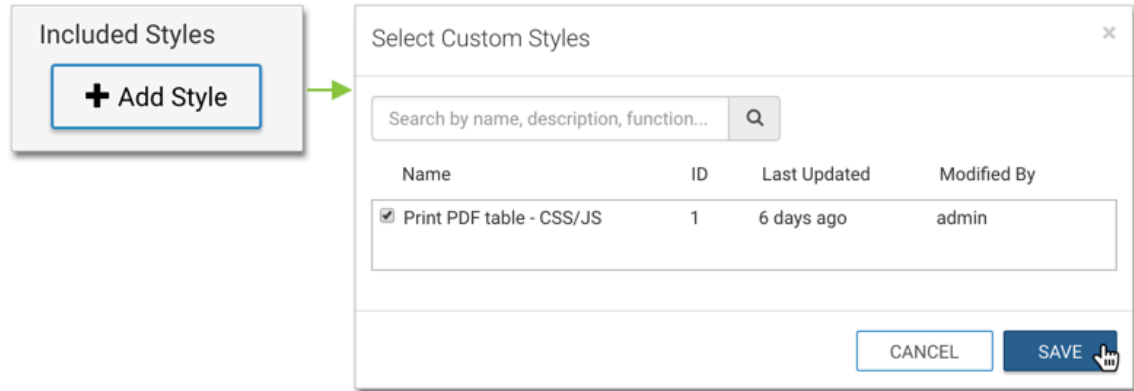 Included Styles
+ Add Style
Select Custom Styles
×
Search by name, description, function...
Name ID Last Updated Modified By
Print PDF table - CSS/JS 1 6 days ago admin
CANCEL SAVE